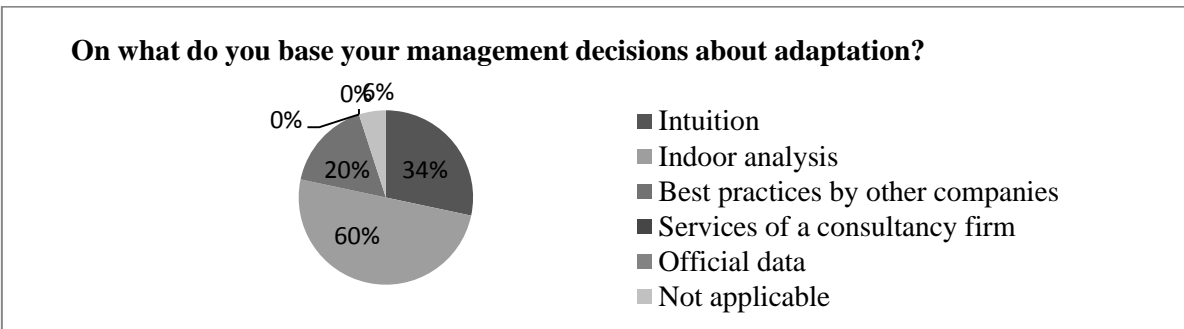 On what do you base your management decisions about adaptation?
0%
6%
0%
20%
34%
60%
Intuition
Indoor analysis
Best practices by other companies
Services of a consultancy firm
Official data
Not applicable